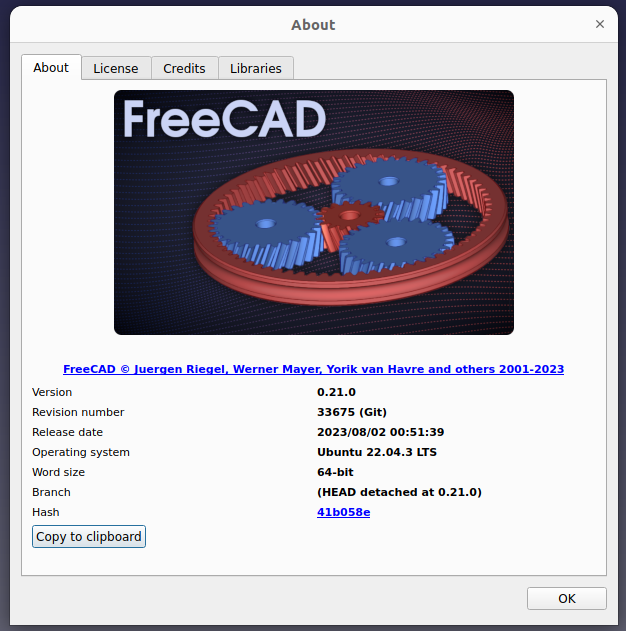 About
About License Credits Libraries
FreeCAD
FreeCAD © Juergen Riegel, Werner Mayer, Yorik van Havre and others 2001-2023
Version 0.21.0
Revision number 33675 (Git)
Release date 2023/08/02 00:51:39
Operating system Ubuntu 22.04.3 LTS
Word size 64-bit
Branch (HEAD detached at 0.21.0)
Hash 41b058e
Copy to clipboard
OK